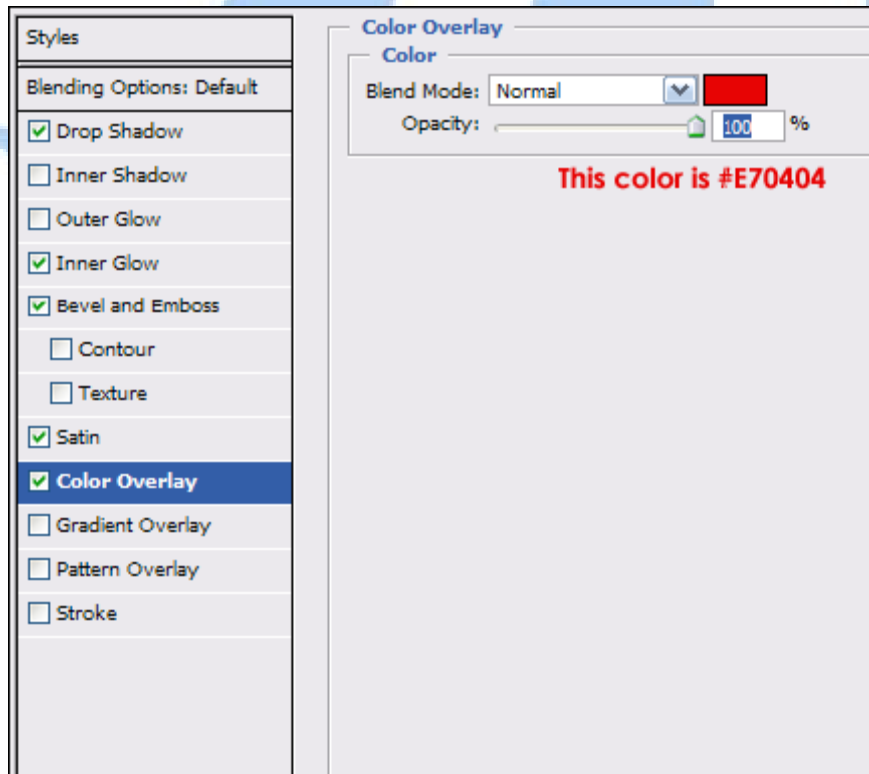 Styles
Blending Options: Default
Drop Shadow
Inner Shadow
Outer Glow
Inner Glow
Bevel and Emboss
Contour
Texture
Satin
Color Overlay
Gradient Overlay
Pattern Overlay
Stroke
Color Overlay
Color
Blend Mode: Normal
Opacity: 100 %
This color is #E70404